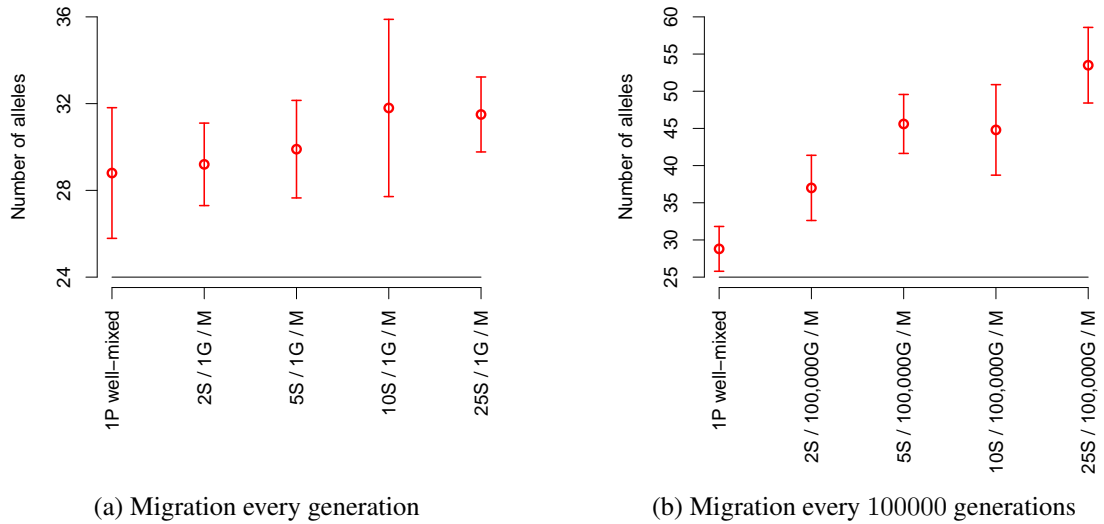 Number of alleles
36
32
28
24
1P well−mixed
2S / 1G / M
5S / 1G / M
10S / 1G / M
25S / 1G / M
(a) Migration every generation
Number of alleles
60
55
50
45
40
35
30
25
1P well−mixed
2S / 100,000G / M
5S / 100,000G / M
10S / 100,000G / M
25S / 100,000G / M
(b) Migration every 100000 generations